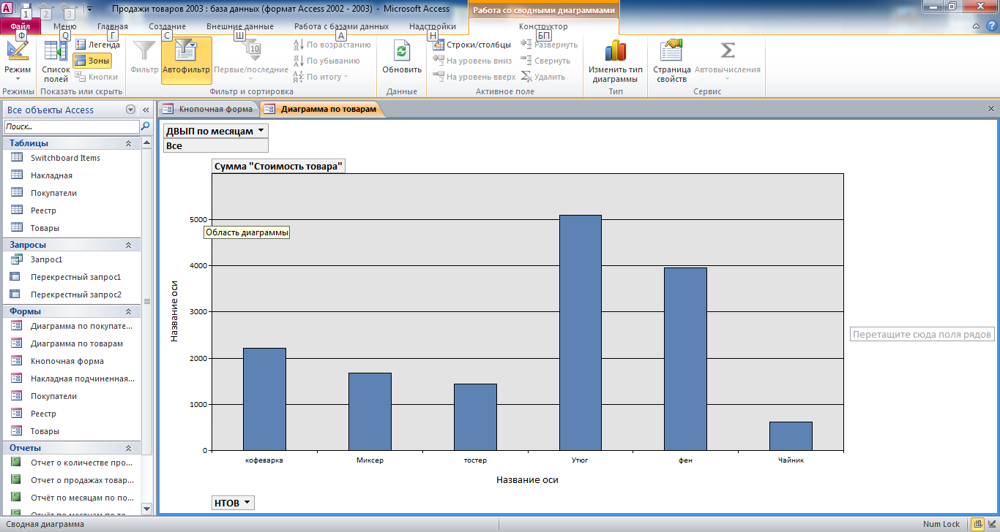 Продажи товаров 2003 : база данных (формат Access 2002 - 2003) - Microsoft Access
Работа со сводными диаграммами
1 2 3
Файл Меню Главная Создание Внешние данные Работа с базами данных Надстройки Конструктор
Ф Q Г С Ш А Н БП
Режим
Режимы
Список полей
Легенда
Зоны
Кнопки
Показать или скрыть
Фильтр
Автофильтр
Первые/последние
По возрастанию
По убыванию
По итогу
Фильтр и сортировка
Обновить
Данные
Строки/столбцы
На уровень вниз
На уровень вверх
Развернуть
Свернуть
Удалить
Активное поле
Изменить тип
диаграммы
Тип
Страница
свойств
Автовычисления
Сервис
Все объекты Access
Поиск...
Таблицы
Switchboard Items
Накладная
Покупатели
Реестр
Товары
Запросы
Запрос1
Перекрестный запрос1
Перекрестный запрос2
Формы
Диаграмма по покупате...
Диаграмма по товарам
Кнопочная форма
Накладная подчиненная...
Покупатели
Реестр
Товары
Отчеты
Отчет о количестве про...
Отчет о продажах товар...
Отчёт по месяцам по по...
Отчёт по месяцам по то...
Кнопочная форма
Диаграмма по товарам
ДВЫП по месяцам
Все
Сумма "Стоимость товара"
5000
Область диаграммы
4000
3000
2000
1000
0
Название оси
кофеварка Миксер тостер Утюг фен Чайник
Название оси
НТОВ
Перетащите сюда поля рядов
Сводная диаграмма
Num Lock